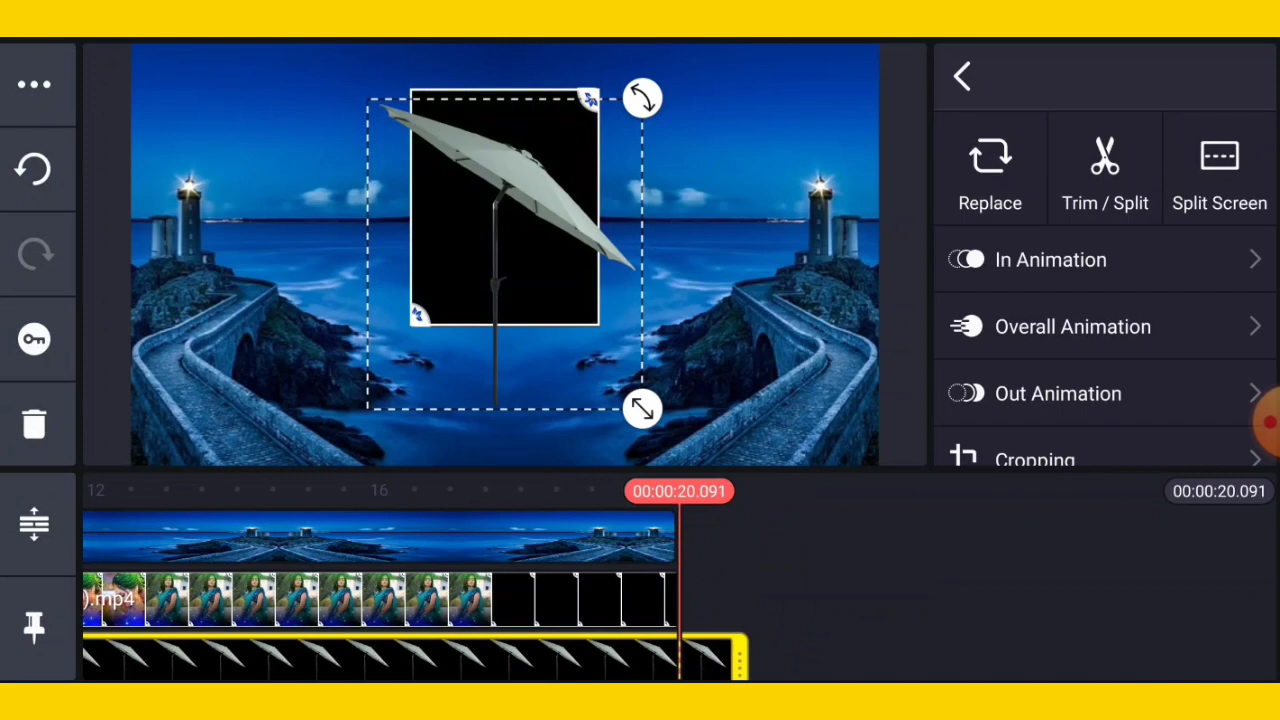 Replace
Trim / Split
Split Screen
In Animation
Overall Animation
Out Animation
Cropping
12
16
00:00:20.091
00:00:20.091
).mp4